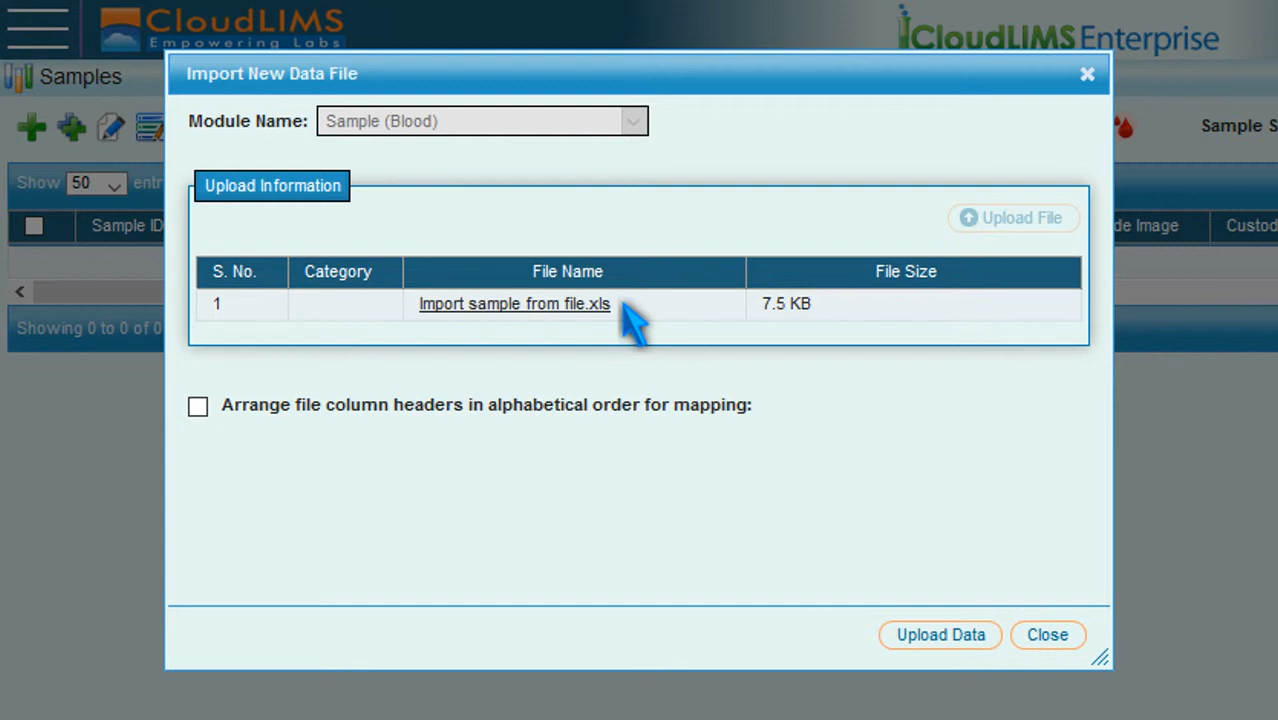 CloudLIMS
Empowering Labs
CloudLIMS Enterprise
Samples
Import New Data File
Module Name: Sample (Blood)
Sample S
Upload Information
Show 50 entr
Upload File
Sample ID
de Image
Custod
S. No. Category File Name File Size
1 Import sample from file.xls 7.5 KB
Showing 0 to 0 of 0
Arrange file column headers in alphabetical order for mapping:
Upload Data Close